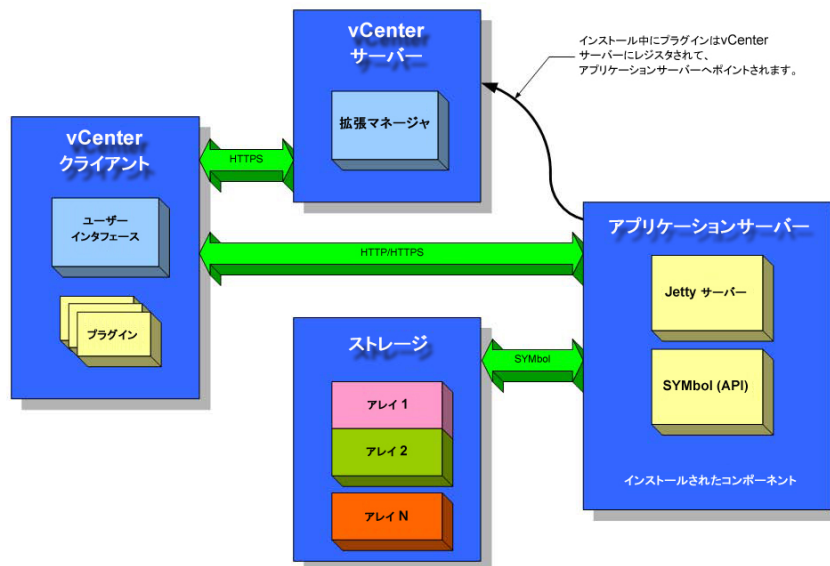 vCenter
サーバー
拡張マネージャ
インストール中にプラグインはvCenter
サーバーにレジスタされて、
アプリケーションサーバーへポイントされます。
vCenter
クライアント
ユーザー
インタフェース
プラグイン
HTTPS
HTTP/HTTPS
アプリケーションサーバー
Jetty サーバー
SYMbol (API)
インストールされたコンポーネント
SYMbol
ストレージ
アレイ 1
アレイ 2
アレイ N